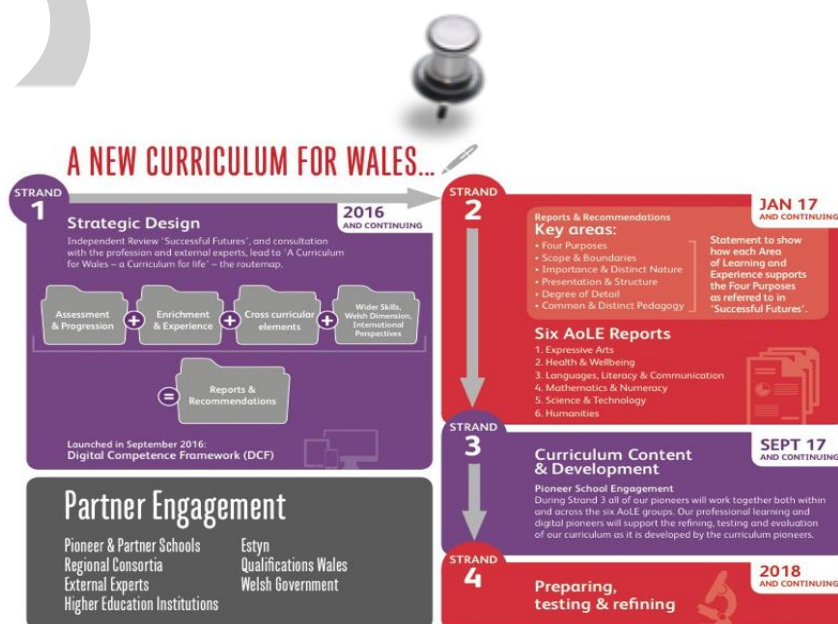 A NEW CURRICULUM FOR WALES...
STRAND
1
Strategic Design
2016
AND CONTINUING
Independent Review ‘Successful Futures’, and consultation
with the profession and external experts, lead to ‘A Curriculum
for Wales – a Curriculum for life’ – the routemap.
Assessment
& Progression
+
Enrichment
& Experience
+
Cross curricular
elements
+
Wider Skills,
Welsh Dimension,
International
Perspectives
=
Reports &
Recommendations
Launched in September 2016:
Digital Competence Framework (DCF)
Partner Engagement
Pioneer & Partner Schools
Regional Consortia
External Experts
Higher Education Institutions
Estyn
Qualifications Wales
Welsh Government
STRAND
2
JAN 17
AND CONTINUING
Reports & Recommendations
Key areas:
• Four Purposes
• Scope & Boundaries
• Importance & Distinct Nature
• Presentation & Structure
• Degree of Detail
• Common & Distinct Pedagogy
Statement to show
how each Area
of Learning and
Experience supports
the Four Purposes
as referred to in
‘Successful Futures’.
Six AoLE Reports
1. Expressive Arts
2. Health & Wellbeing
3. Languages, Literacy & Communication
4. Mathematics & Numeracy
5. Science & Technology
6. Humanities
STRAND
3
SEPT 17
AND CONTINUING
Curriculum Content
& Development
Pioneer School Engagement
During Strand 3 all of our pioneers will work together both within
and across the six AoLE groups. Our professional learning and
digital pioneers will support the refining, testing and evaluation
of our curriculum as it is developed by the curriculum pioneers.
STRAND
4
2018
AND CONTINUING
Preparing,
testing & refining